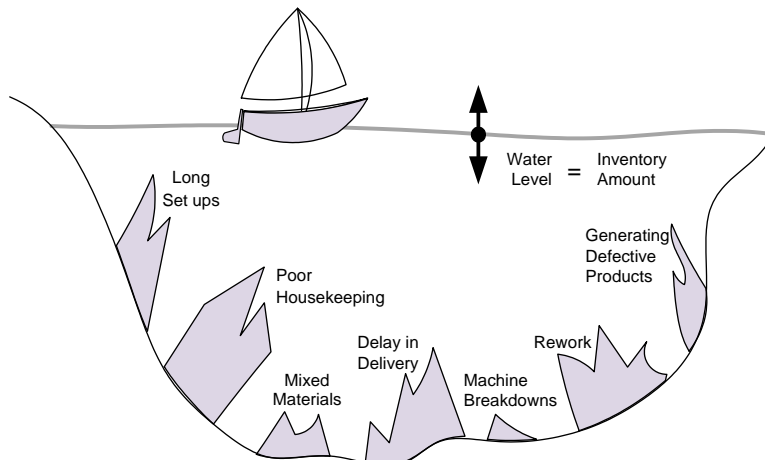 Water
Level
=
Inventory
Amount
Long
Set ups
Generating
Defective
Products
Poor
Housekeeping
Delay in
Delivery
Rework
Mixed
Materials
Machine
Breakdowns